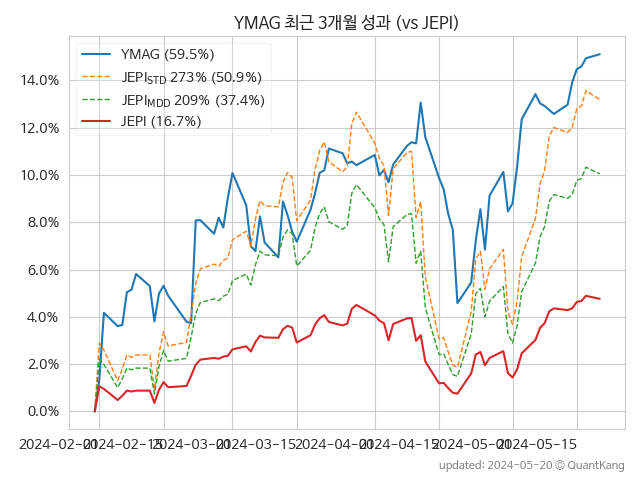 YMAG 최근 3개월 성과 (vs JEPI)
YMAG (59.5%)
JEPI_STD 273% (50.9%)
JEPI_MDD 209% (37.4%)
JEPI (16.7%)
14.0%
12.0%
10.0%
8.0%
6.0%
4.0%
2.0%
0.0%
2024-02-01 2024-02-15 2024-03-01 2024-03-15 2024-04-01 2024-04-15 2024-05-01 2024-05-15
updated: 2024-05-20 © QuantKang